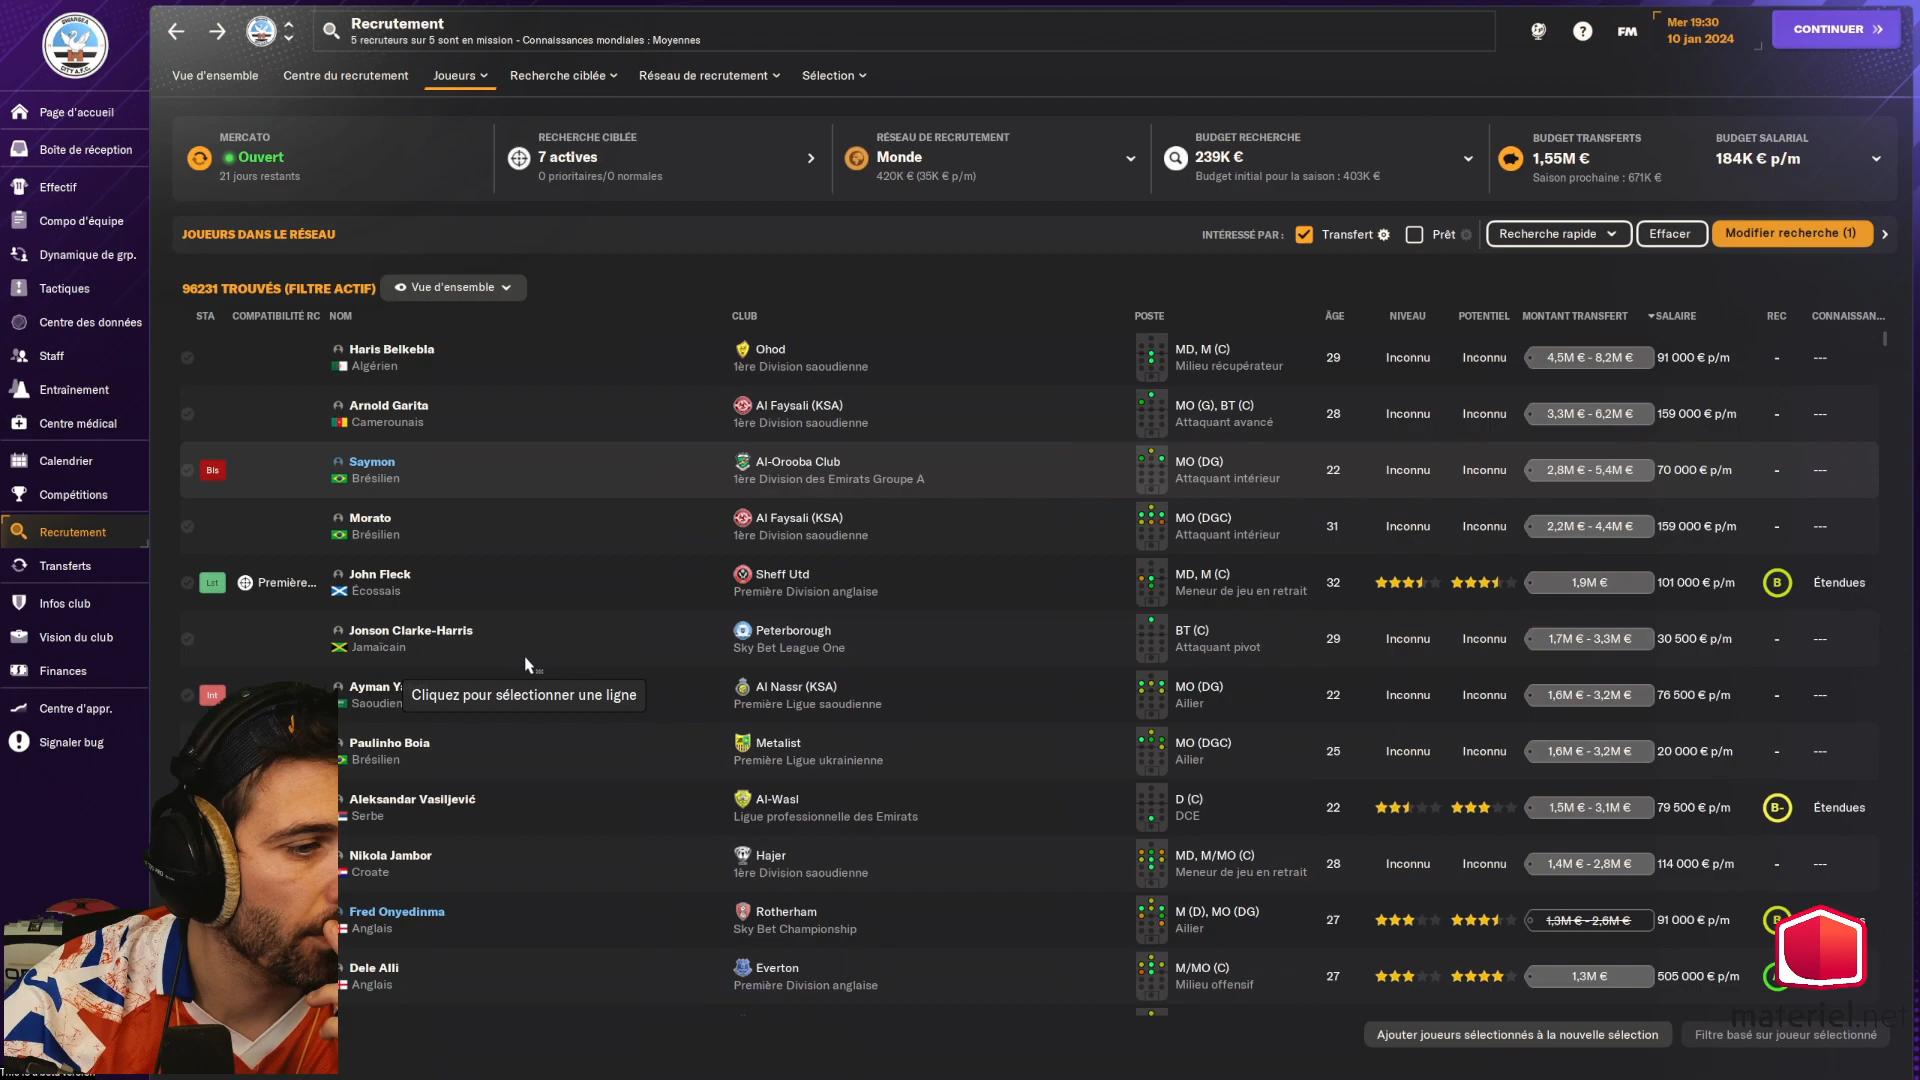 SWANSEA
CITY A.F.C.
Recrutement
5 recruteurs sur 5 sont en mission - Connaissances mondiales : Moyennes
FM
Mer 19:30
10 jan 2024
CONTINUER
Vue d'ensemble
Centre du recrutement
Joueurs
Recherche ciblée
Réseau de recrutement
Sélection
Page d'accueil
Boîte de réception
Effectif
Compo d'équipe
Dynamique de grp.
Tactiques
Centre des données
Staff
Entraînement
Centre médical
Calendrier
Compétitions
Recrutement
Transferts
Infos club
Vision du club
Finances
Centre d'appr.
Signaler bug
MERCATO
Ouvert
21 jours restants
RECHERCHE CIBLÉE
7 actives
0 prioritaires/0 normales
RÉSEAU DE RECRUTEMENT
Monde
420K € (35K € p/m)
BUDGET RECHERCHE
239K €
Budget initial pour la saison : 403K €
BUDGET TRANSFERTS
1,55M €
Saison prochaine : 671K €
BUDGET SALARIAL
184K € p/m
JOUEURS DANS LE RÉSEAU
INTÉRESSÉ PAR :
Transfert
Prêt
Recherche rapide
Effacer
Modifier recherche (1)
96231 TROUVÉS (FILTRE ACTIF)
Vue d'ensemble
STA COMPATIBILITÉ RC NOM CLUB POSTE ÂGE NIVEAU POTENTIEL MONTANT TRANSFERT SALAIRE REC CONNAISSAN...
Haris Belkebla Ohod MD, M (C) 29 Inconnu Inconnu 4,5M € - 8,2M € 91 000 € p/m - ---
Algérien 1ère Division saoudienne Milieu récupérateur
Arnold Garita Al Faysali (KSA) MO (G), BT (C) 28 Inconnu Inconnu 3,3M € - 6,2M € 159 000 € p/m - ---
Camerounais 1ère Division saoudienne Attaquant avancé
Bls Saymon Al-Orooba Club MO (DG) 22 Inconnu Inconnu 2,8M € - 5,4M € 70 000 € p/m - ---
Brésilien 1ère Division des Emirats Groupe A Attaquant intérieur
Morato Al Faysali (KSA) MO (DGC) 31 Inconnu Inconnu 2,2M € - 4,4M € 159 000 € p/m - ---
Brésilien 1ère Division saoudienne Attaquant intérieur
Lst Première... John Fleck Sheff Utd MD, M (C) 32 1,9M € 101 000 € p/m B Étendues
Écossais Première Division anglaise Meneur de jeu en retrait
Jonson Clarke-Harris Peterborough BT (C) 29 Inconnu Inconnu 1,7M € - 3,3M € 30 500 € p/m - ---
Jamaïcain Sky Bet League One Attaquant pivot
Int Ayman Y Al Nassr (KSA) MO (DG) 22 Inconnu Inconnu 1,6M € - 3,2M € 76 500 € p/m - ---
Saoudien Première Ligue saoudienne Ailier
Cliquez pour sélectionner une ligne
Paulinho Boia Metalist MO (DGC) 25 Inconnu Inconnu 1,6M € - 3,2M € 20 000 € p/m - ---
Brésilien Première Ligue ukrainienne Ailier
Aleksandar Vasiljević Al-Wasl D (C) 22 1,5M € - 3,1M € 79 500 € p/m B- Étendues
Serbe Ligue professionnelle des Emirats DCE
Nikola Jambor Hajer MD, M/MO (C) 28 Inconnu Inconnu 1,4M € - 2,8M € 114 000 € p/m - ---
Croate 1ère Division saoudienne Meneur de jeu en retrait
Fred Onyedinma Rotherham M (D), MO (DG) 27 1,3M € - 2,6M € 91 000 € p/m
Anglais Sky Bet Championship Ailier
Dele Alli Everton M/MO (C) 27 1,3M € 505 000 € p/m
Anglais Première Division anglaise Milieu offensif
materiel.net
Ajouter joueurs sélectionnés à la nouvelle sélection
Filtre basé sur joueur sélectionné